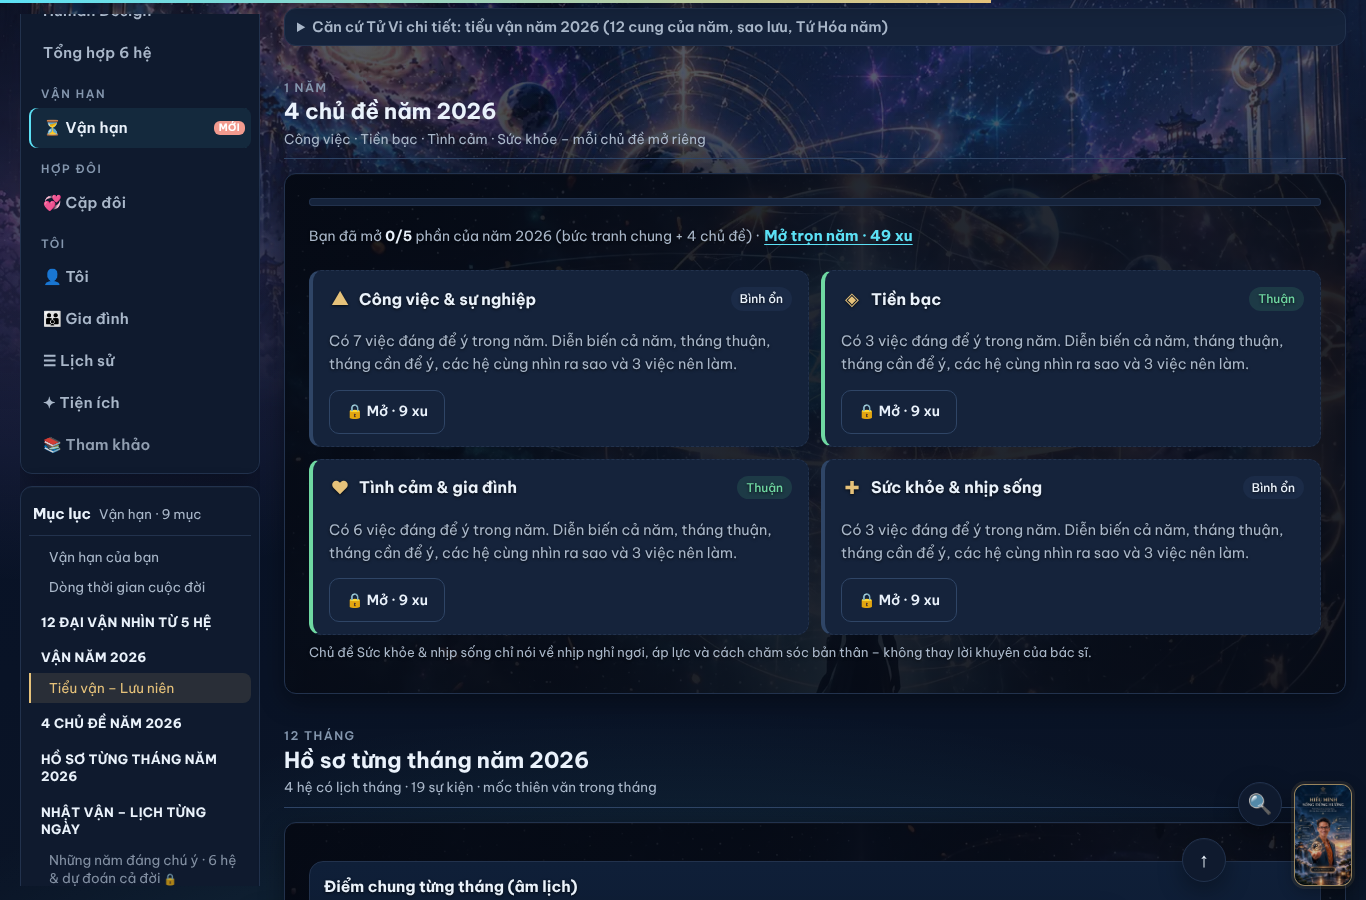 Human Design
Tổng hợp 6 hệ
VẬN HẠN
⏳ Vận hạn MỚI
HỢP ĐÔI
💞 Cặp đôi
TÔI
👤 Tôi
👪 Gia đình
☰ Lịch sử
✦ Tiện ích
📚 Tham khảo
Mục lục Vận hạn · 9 mục
Vận hạn của bạn
Dòng thời gian cuộc đời
12 ĐẠI VẬN NHÌN TỪ 5 HỆ
VẬN NĂM 2026
Tiểu vận – Lưu niên
4 CHỦ ĐỀ NĂM 2026
HỒ SƠ TỪNG THÁNG NĂM
2026
NHẬT VẬN – LỊCH TỪNG
NGÀY
Những năm đáng chú ý · 6 hệ
& dự đoán cả đời 🔒
▶ Căn cứ Tử Vi chi tiết: tiểu vận năm 2026 (12 cung của năm, sao lưu, Tứ Hóa năm)
1 NĂM
4 chủ đề năm 2026
Công việc · Tiền bạc · Tình cảm · Sức khỏe – mỗi chủ đề mở riêng
Bạn đã mở 0/5 phần của năm 2026 (bức tranh chung + 4 chủ đề) · Mở trọn năm · 49 xu
▲ Công việc & sự nghiệp Bình ổn
Có 7 việc đáng để ý trong năm. Diễn biến cả năm, tháng thuận,
tháng cần để ý, các hệ cùng nhìn ra sao và 3 việc nên làm.
🔒 Mở · 9 xu
◈ Tiền bạc Thuận
Có 3 việc đáng để ý trong năm. Diễn biến cả năm, tháng thuận,
tháng cần để ý, các hệ cùng nhìn ra sao và 3 việc nên làm.
🔒 Mở · 9 xu
♥ Tình cảm & gia đình Thuận
Có 6 việc đáng để ý trong năm. Diễn biến cả năm, tháng thuận,
tháng cần để ý, các hệ cùng nhìn ra sao và 3 việc nên làm.
🔒 Mở · 9 xu
✚ Sức khỏe & nhịp sống Bình ổn
Có 3 việc đáng để ý trong năm. Diễn biến cả năm, tháng thuận,
tháng cần để ý, các hệ cùng nhìn ra sao và 3 việc nên làm.
🔒 Mở · 9 xu
Chủ đề Sức khỏe & nhịp sống chỉ nói về nhịp nghỉ ngơi, áp lực và cách chăm sóc bản thân – không thay lời khuyên của bác sĩ.
12 THÁNG
Hồ sơ từng tháng năm 2026
4 hệ có lịch tháng · 19 sự kiện · mốc thiên văn trong tháng
Điểm chung từng tháng (âm lịch)
↑